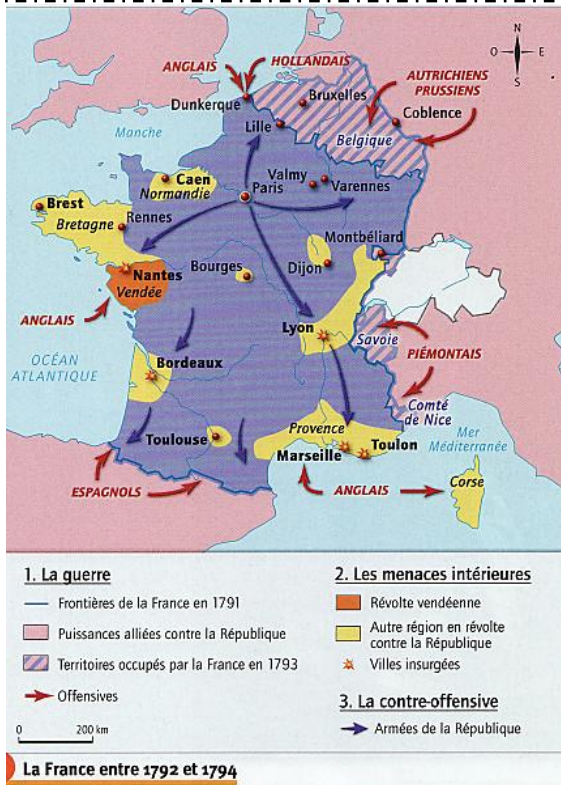 N
O
E
S
ANGLAIS
HOLLANDAIS
AUTRICHIENS
PRUSSIENS
Dunkerque
Bruxelles
Coblence
Lille
Belgique
Manche
Caen
Normandie
Paris
Valmy
Varennes
Brest
Bretagne
Rennes
Montbéliard
Nantes
Vendée
Bourges
Dijon
ANGLAIS
Lyon
Savoie
PIÉMONTAIS
OCÉAN
ATLANTIQUE
Bordeaux
Comté
de Nice
Provence
Mer
Méditerranée
Toulouse
Marseille
Toulon
Corse
ESPAGNOLS
ANGLAIS
1. La guerre
Frontières de la France en 1791
Puissances alliées contre la République
Territoires occupés par la France en 1793
Offensives
0 200 km
2. Les menaces intérieures
Révolte vendéenne
Autre région en révolte
contre la République
Villes insurgées
3. La contre-offensive
Armées de la République
La France entre 1792 et 1794